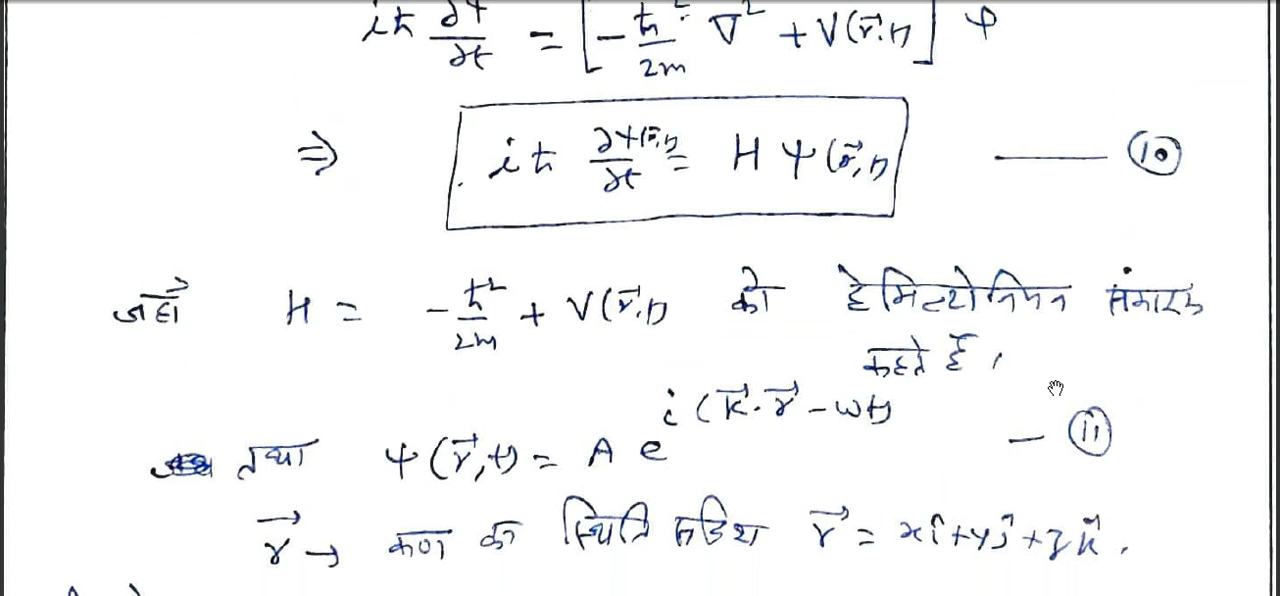 iħ ∂ψ/∂t = [-ħ²/2m ∇² + V(r⃗,t)] ψ
⇒ iħ ∂ψ(r⃗,t)/∂t = H ψ(r⃗,t) —— (10)
जहाँ H = -ħ²/2m + V(r⃗,t) को हेमिल्टोनियन संकारक
कहते हैं।
तथा ψ(r⃗,t) = A e^i(k⃗·r⃗-ωt) — (11)
r⃗ → कण का स्थिति सदिश r⃗ = xî+yĵ+zk̂.